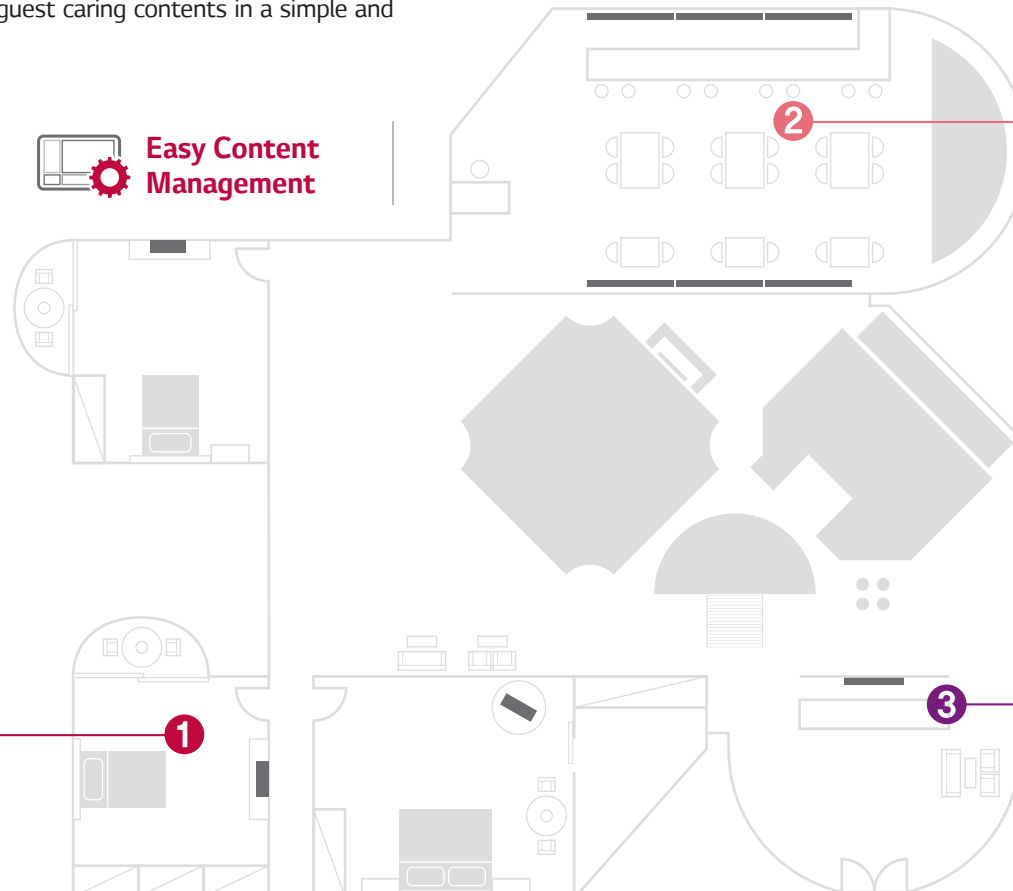 guest caring contents in a simple and
Easy Content
Management
2
3
1